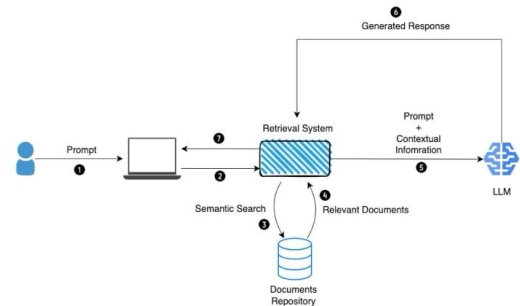 6
Generated Response
Retrieval System
Prompt
+
Contextual
Infomration
Prompt
7
1
2
5
LLM
4
Semantic Search
Relevant Documents
3
Documents
Repository